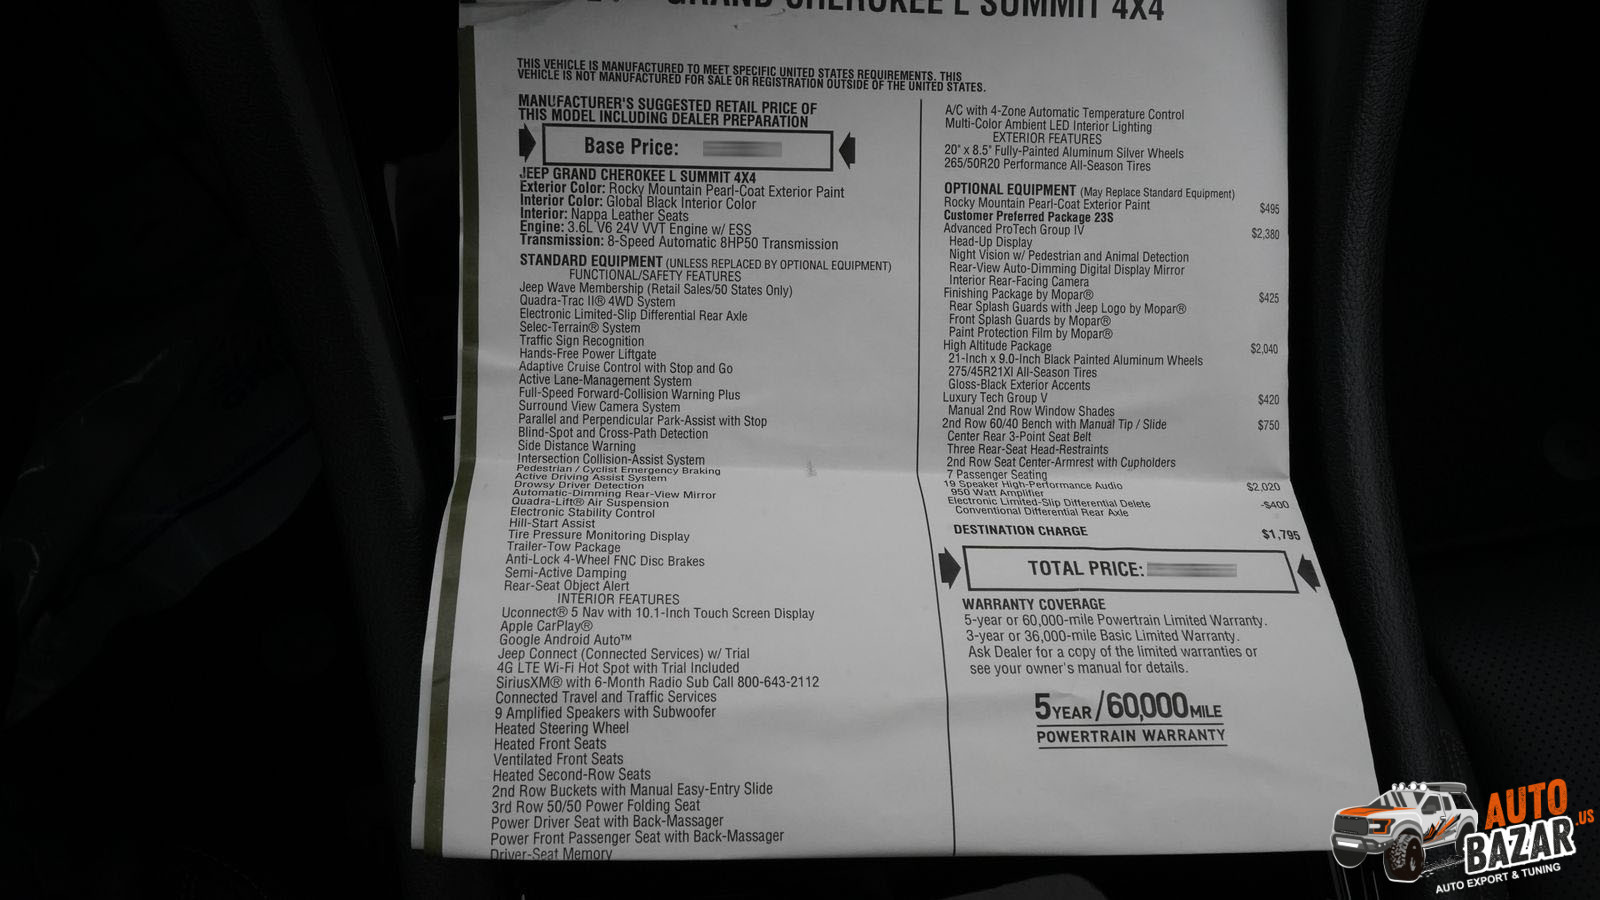 GRAND CHEROKEE L SUMMIT 4X4
THIS VEHICLE IS MANUFACTURED TO MEET SPECIFIC UNITED STATES REQUIREMENTS. THIS
VEHICLE IS NOT MANUFACTURED FOR SALE OR REGISTRATION OUTSIDE OF THE UNITED STATES.
MANUFACTURER'S SUGGESTED RETAIL PRICE OF
THIS MODEL INCLUDING DEALER PREPARATION
Base Price:
JEEP GRAND CHEROKEE L SUMMIT 4X4
Exterior Color: Rocky Mountain Pearl-Coat Exterior Paint
Interior Color: Global Black Interior Color
Interior: Nappa Leather Seats
Engine: 3.6L V6 24V VVT Engine w/ ESS
Transmission: 8-Speed Automatic 8HP50 Transmission
STANDARD EQUIPMENT (UNLESS REPLACED BY OPTIONAL EQUIPMENT)
FUNCTIONAL/SAFETY FEATURES
Jeep Wave Membership (Retail Sales/50 States Only)
Quadra-Trac II® 4WD System
Electronic Limited-Slip Differential Rear Axle
Selec-Terrain® System
Traffic Sign Recognition
Hands-Free Power Liftgate
Adaptive Cruise Control with Stop and Go
Active Lane-Management System
Full-Speed Forward-Collision Warning Plus
Surround View Camera System
Parallel and Perpendicular Park-Assist with Stop
Blind-Spot and Cross-Path Detection
Side Distance Warning
Intersection Collision-Assist System
Pedestrian / Cyclist Emergency Braking
Active Driving Assist System
Drowsy Driver Detection
Automatic-Dimming Rear-View Mirror
Quadra-Lift® Air Suspension
Electronic Stability Control
Hill-Start Assist
Tire Pressure Monitoring Display
Trailer-Tow Package
Anti-Lock 4-Wheel FNC Disc Brakes
Semi-Active Damping
Rear-Seat Object Alert
INTERIOR FEATURES
Uconnect® 5 Nav with 10.1-Inch Touch Screen Display
Apple CarPlay®
Google Android Auto™
Jeep Connect (Connected Services) w/ Trial
4G LTE Wi-Fi Hot Spot with Trial Included
SiriusXM® with 6-Month Radio Sub Call 800-643-2112
Connected Travel and Traffic Services
9 Amplified Speakers with Subwoofer
Heated Steering Wheel
Heated Front Seats
Ventilated Front Seats
Heated Second-Row Seats
2nd Row Buckets with Manual Easy-Entry Slide
3rd Row 50/50 Power Folding Seat
Power Driver Seat with Back-Massager
Power Front Passenger Seat with Back-Massager
Driver-Seat Memory
A/C with 4-Zone Automatic Temperature Control
Multi-Color Ambient LED Interior Lighting
EXTERIOR FEATURES
20" x 8.5" Fully-Painted Aluminum Silver Wheels
265/50R20 Performance All-Season Tires
OPTIONAL EQUIPMENT (May Replace Standard Equipment)
Rocky Mountain Pearl-Coat Exterior Paint $495
Customer Preferred Package 23S
Advanced ProTech Group IV $2,380
Head-Up Display
Night Vision w/ Pedestrian and Animal Detection
Rear-View Auto-Dimming Digital Display Mirror
Interior Rear-Facing Camera
Finishing Package by Mopar® $425
Rear Splash Guards with Jeep Logo by Mopar®
Front Splash Guards by Mopar®
Paint Protection Film by Mopar®
High Altitude Package $2,040
21-Inch x 9.0-Inch Black Painted Aluminum Wheels
275/45R21Xl All-Season Tires
Gloss-Black Exterior Accents
Luxury Tech Group V $420
Manual 2nd Row Window Shades
2nd Row 60/40 Bench with Manual Tip / Slide $750
Center Rear 3-Point Seat Belt
Three Rear-Seat Head-Restraints
2nd Row Seat Center-Armrest with Cupholders
7 Passenger Seating
19 Speaker High-Performance Audio $2,020
950 Watt Amplifier
Electronic Limited-Slip Differential Delete -$400
Conventional Differential Rear Axle
DESTINATION CHARGE $1,795
TOTAL PRICE:
WARRANTY COVERAGE
5-year or 60,000-mile Powertrain Limited Warranty.
3-year or 36,000-mile Basic Limited Warranty.
Ask Dealer for a copy of the limited warranties or
see your owner's manual for details.
5YEAR/60,000MILE
POWERTRAIN WARRANTY
AUTO
BAZAR.US
AUTO EXPORT & TUNING